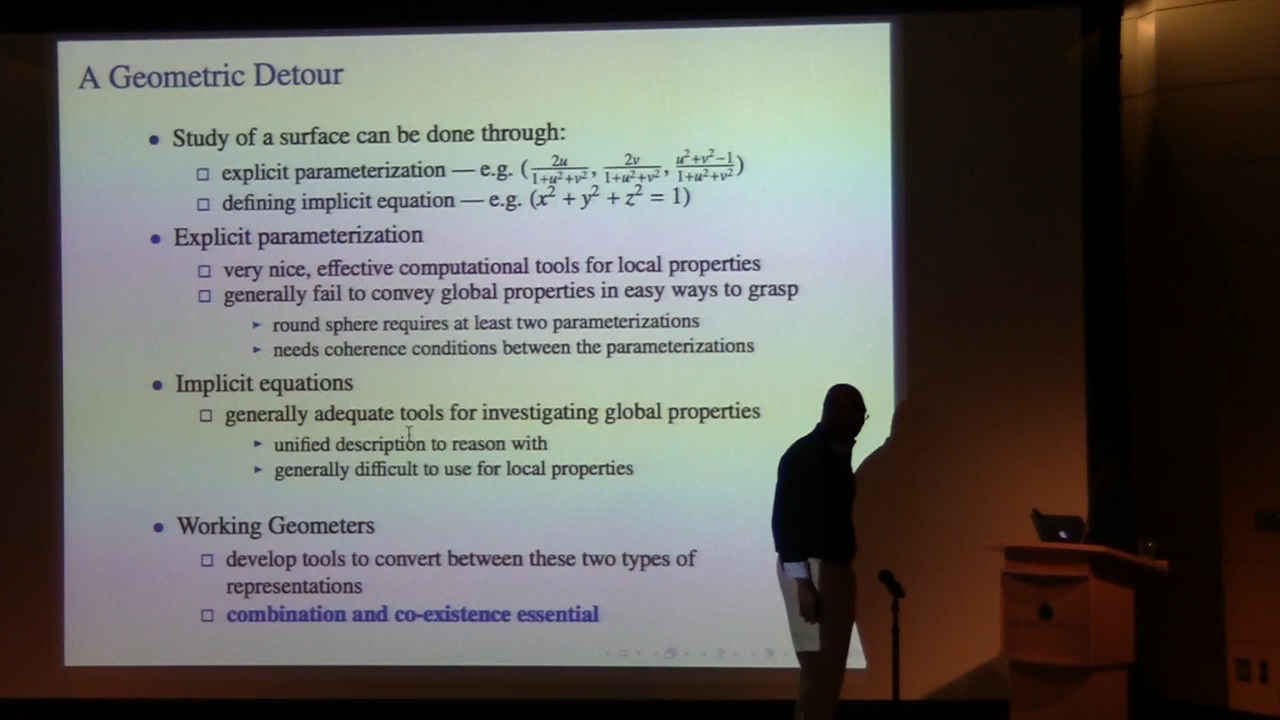 A Geometric Detour
• Study of a surface can be done through:
□ explicit parameterization — e.g. (2u/1+u²+v², 2v/1+u²+v², u²+v²−1/1+u²+v²)
□ defining implicit equation — e.g. (x² + y² + z² = 1)
• Explicit parameterization
□ very nice, effective computational tools for local properties
□ generally fail to convey global properties in easy ways to grasp
► round sphere requires at least two parameterizations
► needs coherence conditions between the parameterizations
• Implicit equations
□ generally adequate tools for investigating global properties
► unified description to reason with
► generally difficult to use for local properties
• Working Geometers
□ develop tools to convert between these two types of
representations
□ combination and co-existence essential